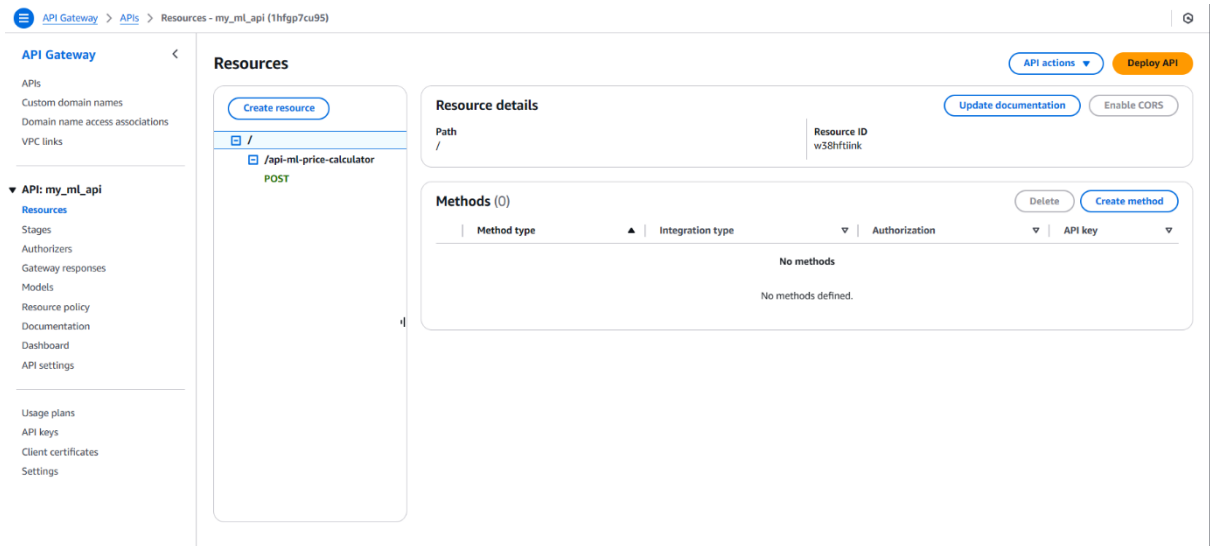 API Gateway > APIs > Resources - my_ml_api (1hfgp7cu95)
API Gateway
APIs
Custom domain names
Domain name access associations
VPC links
API: my_ml_api
Resources
Stages
Authorizers
Gateway responses
Models
Resource policy
Documentation
Dashboard
API settings
Usage plans
API keys
Client certificates
Settings
Resources
API actions
Deploy API
Create resource
/
/api-ml-price-calculator
POST
Resource details
Update documentation
Enable CORS
Path
/
Resource ID
w38hftiink
Methods (0)
Delete
Create method
Method type Integration type Authorization API key
No methods
No methods defined.